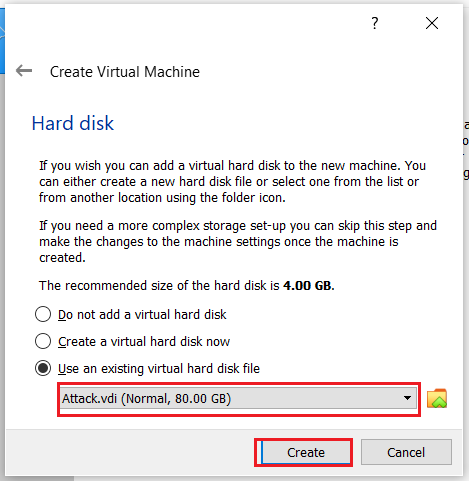 ?
Create Virtual Machine
Hard disk
If you wish you can add a virtual hard disk to the new machine. You
can either create a new hard disk file or select one from the list or
from another location using the folder icon.
If you need a more complex storage set-up you can skip this step and
make the changes to the machine settings once the machine is
created.
The recommended size of the hard disk is 4.00 GB.
Do not add a virtual hard disk
Create a virtual hard disk now
Use an existing virtual hard disk file
Attack.vdi (Normal, 80.00 GB)
Create
Cancel